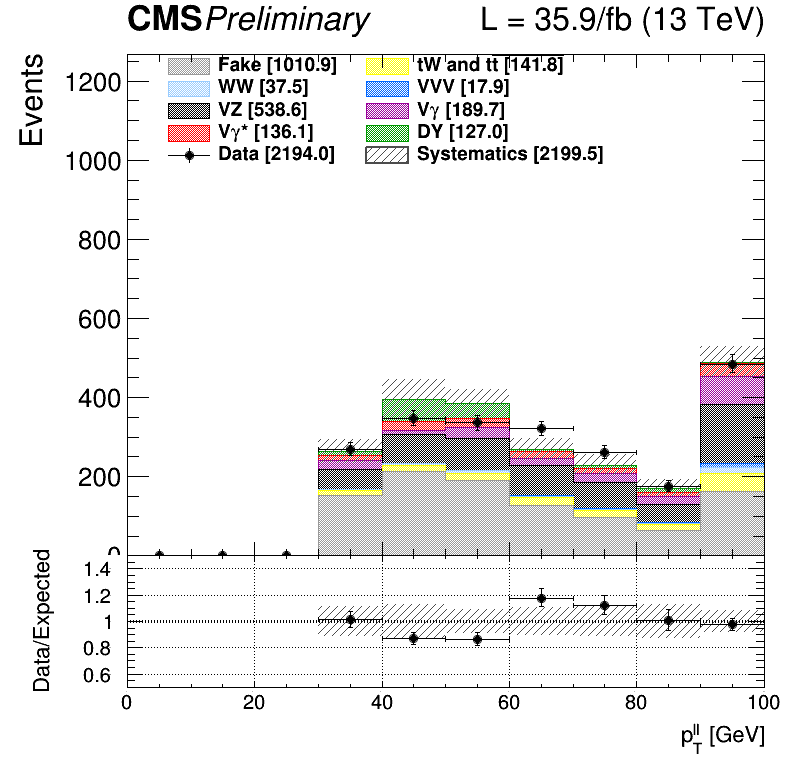 CMS Preliminary L = 35.9/fb (13 TeV)
Events
1200
1000
800
600
400
200
0
Fake [1010.9] tW and tt [141.8]
WW [37.5] VVV [17.9]
VZ [538.6] Vγ [189.7]
Vγ* [136.1] DY [127.0]
Data [2194.0] Systematics [2199.5]
Data/Expected
1.4
1.2
1
0.8
0.6
0 20 40 60 80 100
p_T^ll [GeV]